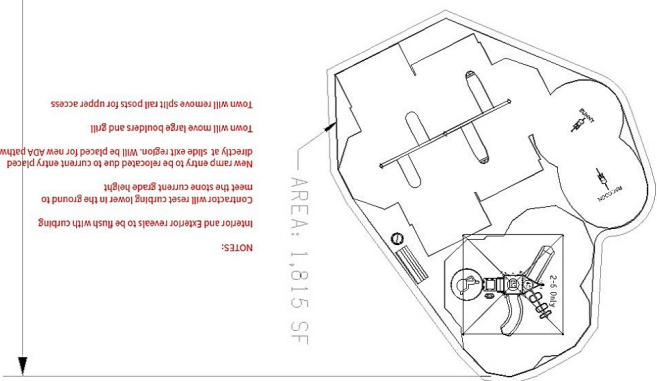 NOTES:
Interior and Exterior reveals to be flush with curbing
Contractor will reset curbing lower in the ground to
meet the stone current grade height
New ramp entry to be relocated due to current entry placed
directly at slide exit region. Will be placed for new ADA pathw
Town will move large boulders and grill
Town will remove split rail posts for upper access
AREA: 1,815 SF
BUNNY
RACCOON
2-5 Only